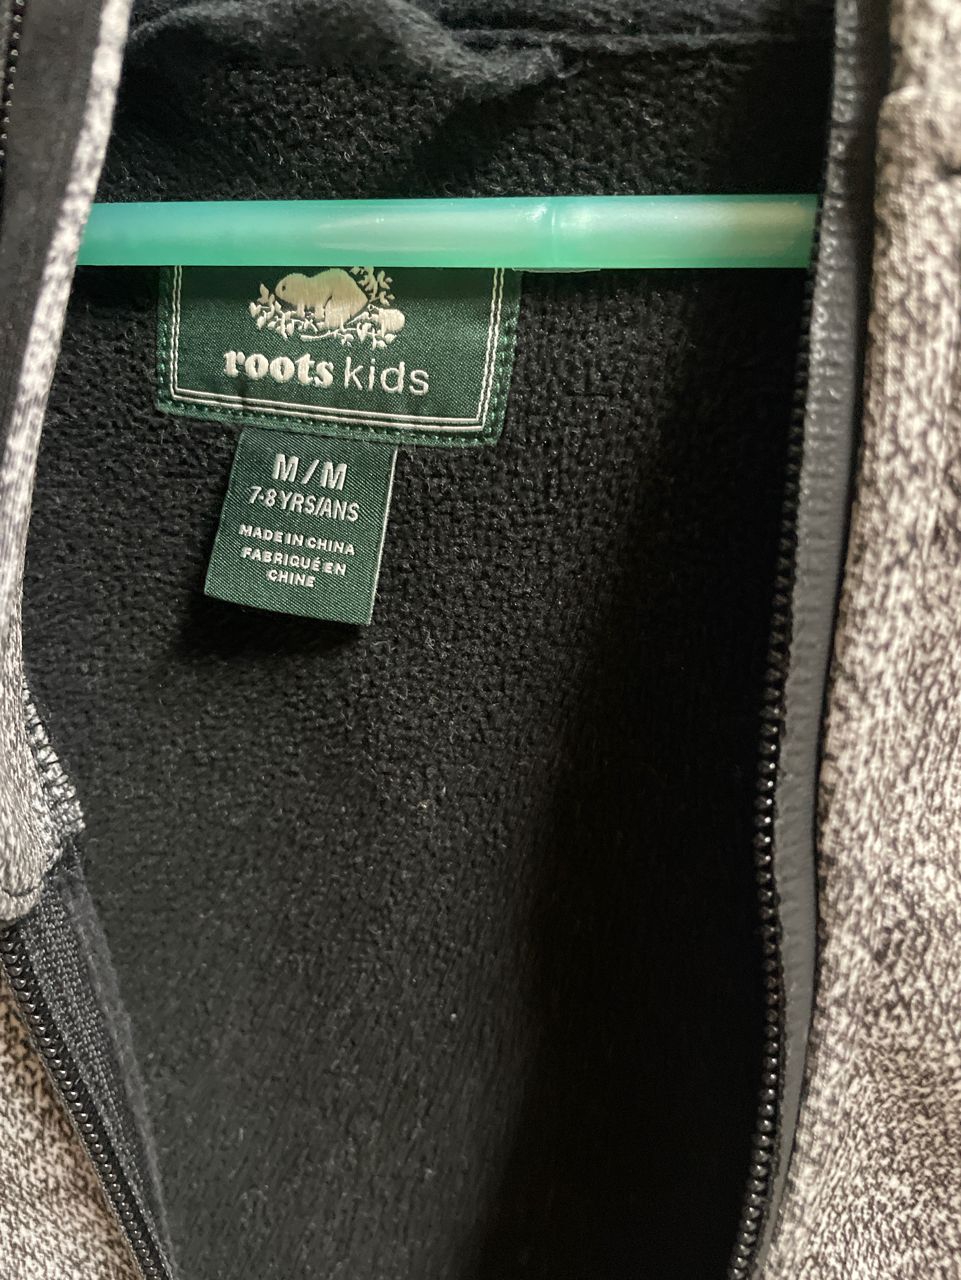 roots kids
M/M
7-8 YRS/ANS
MADE IN CHINA
FABRIQUÉ EN
CHINE